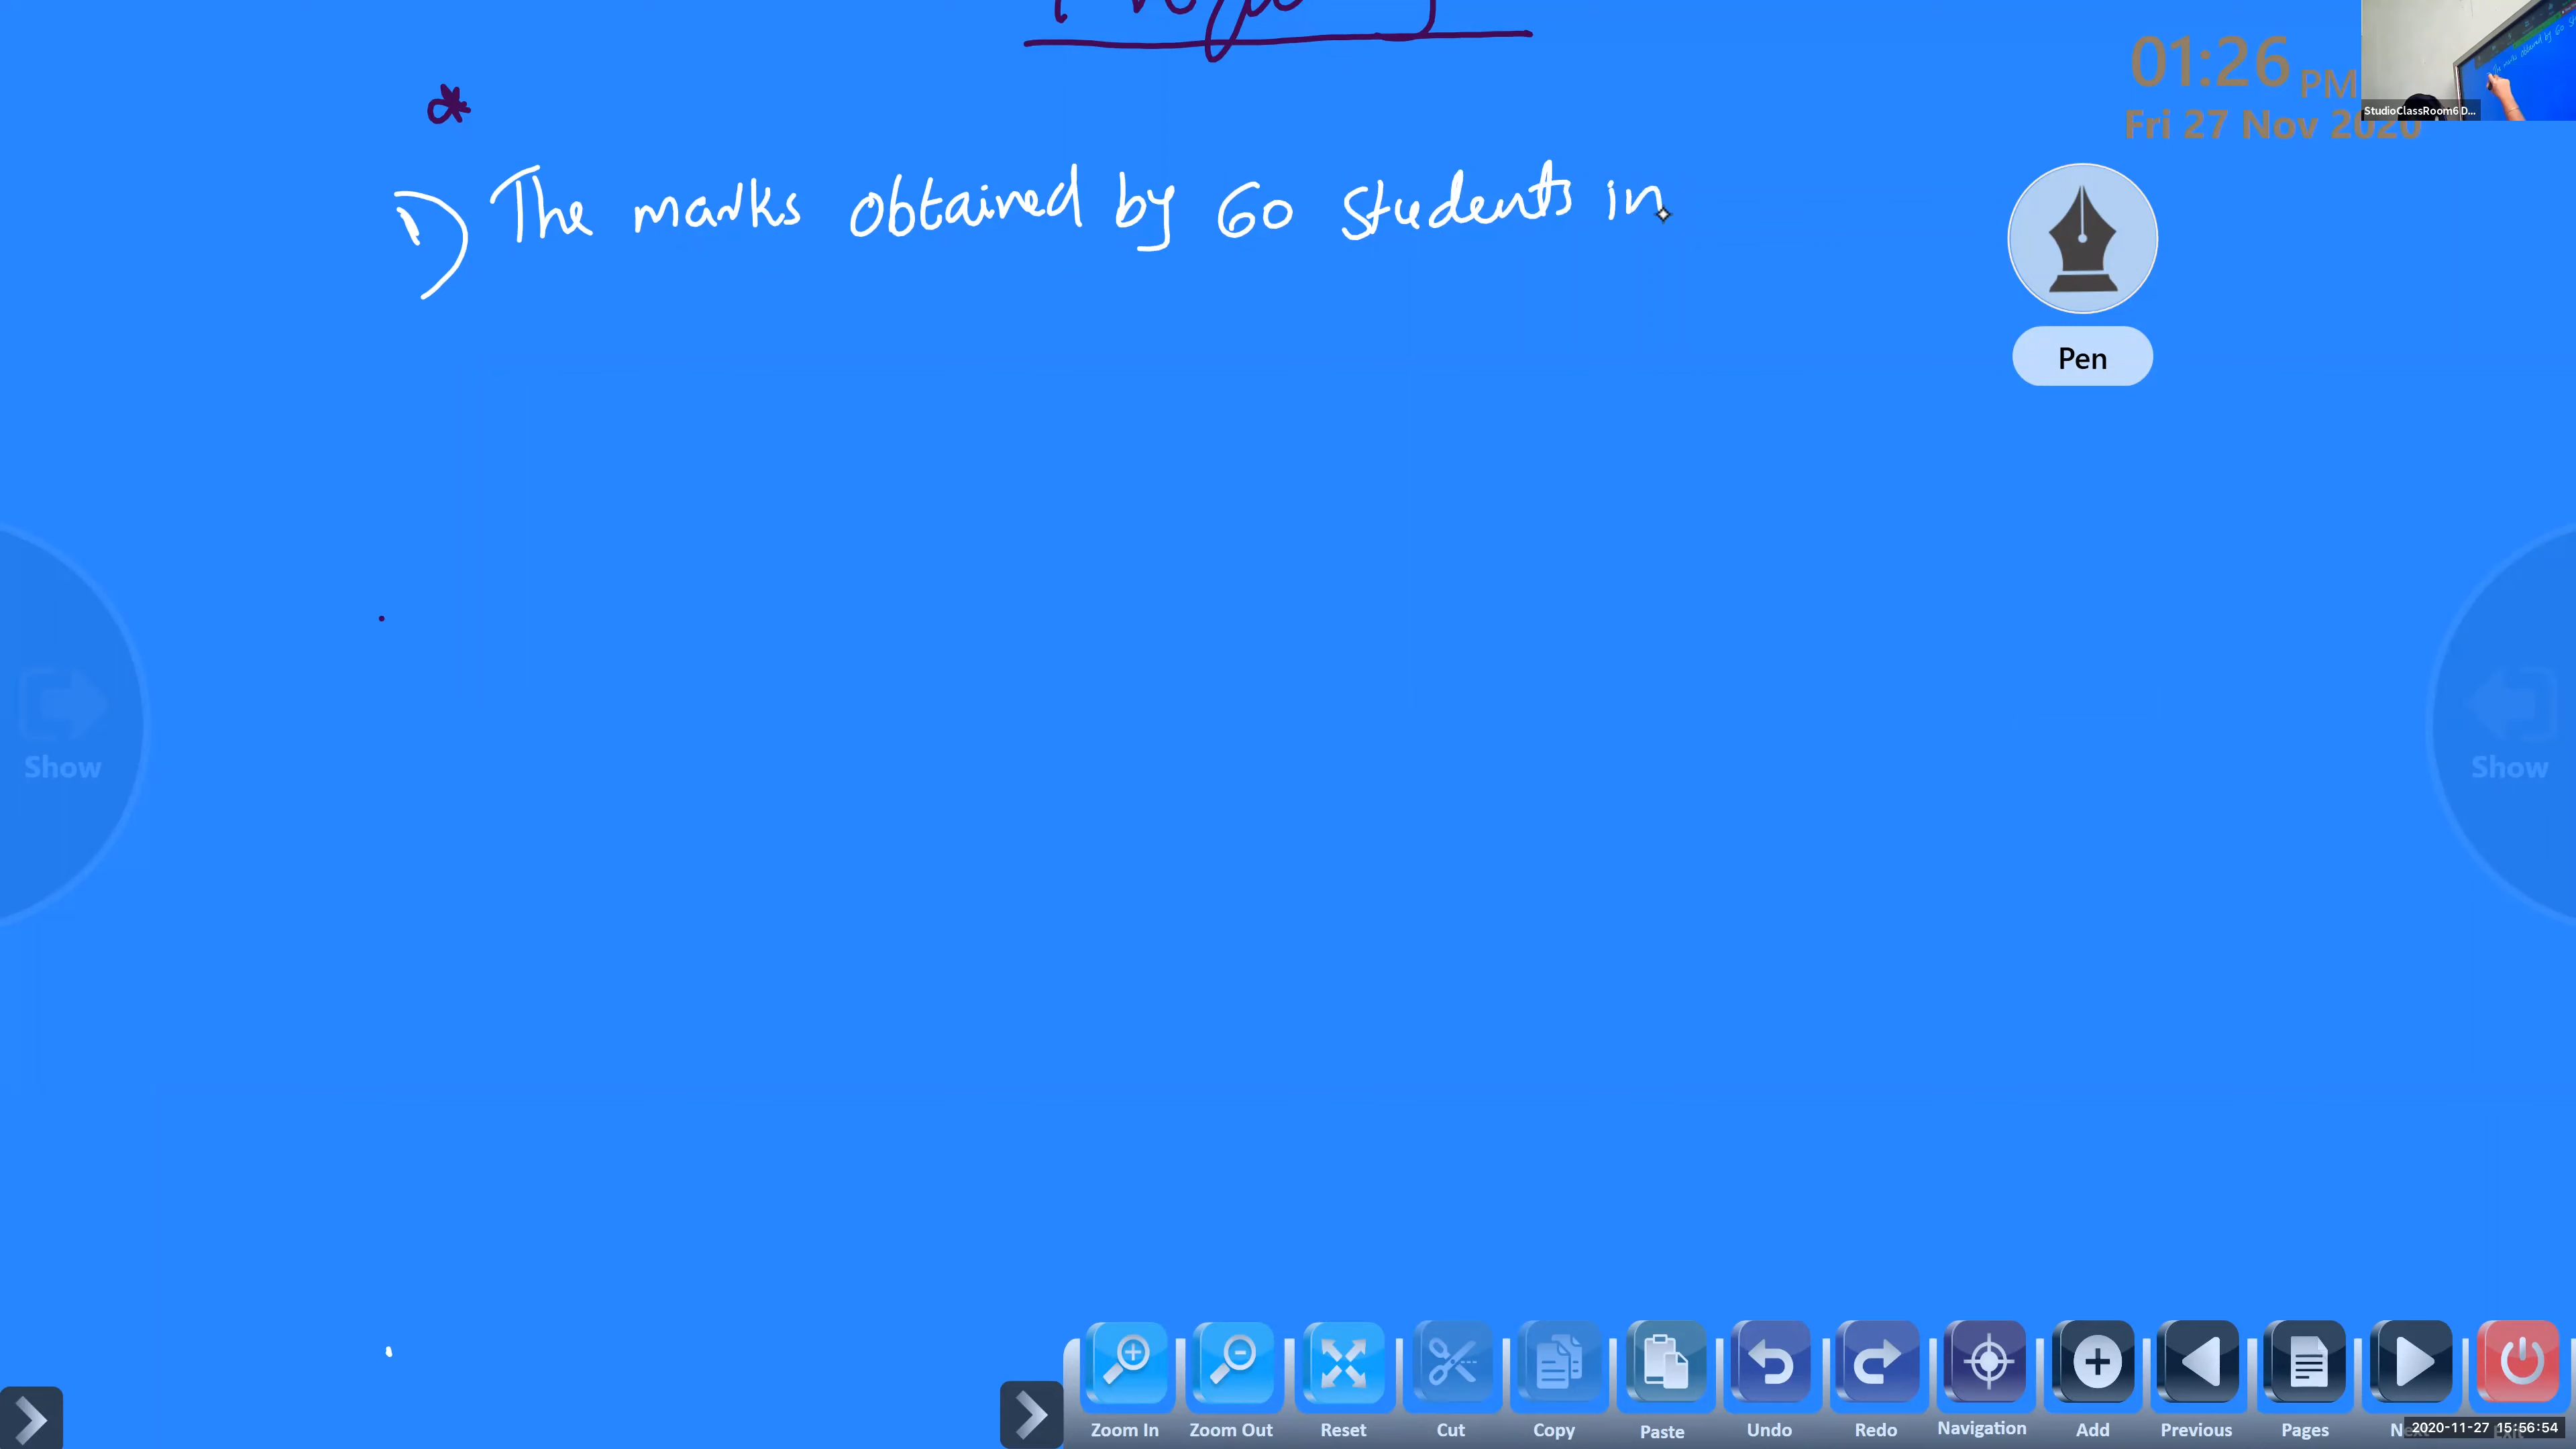 01:26 PM
StudioClassRoom6 D...
Fri 27 Nov 2020
1) The marks obtained by 60 students in
Pen
Show
Show
Zoom In Zoom Out Reset Cut Copy Paste Undo Redo Navigation Add Previous Pages
2020-11-27 15:56:54